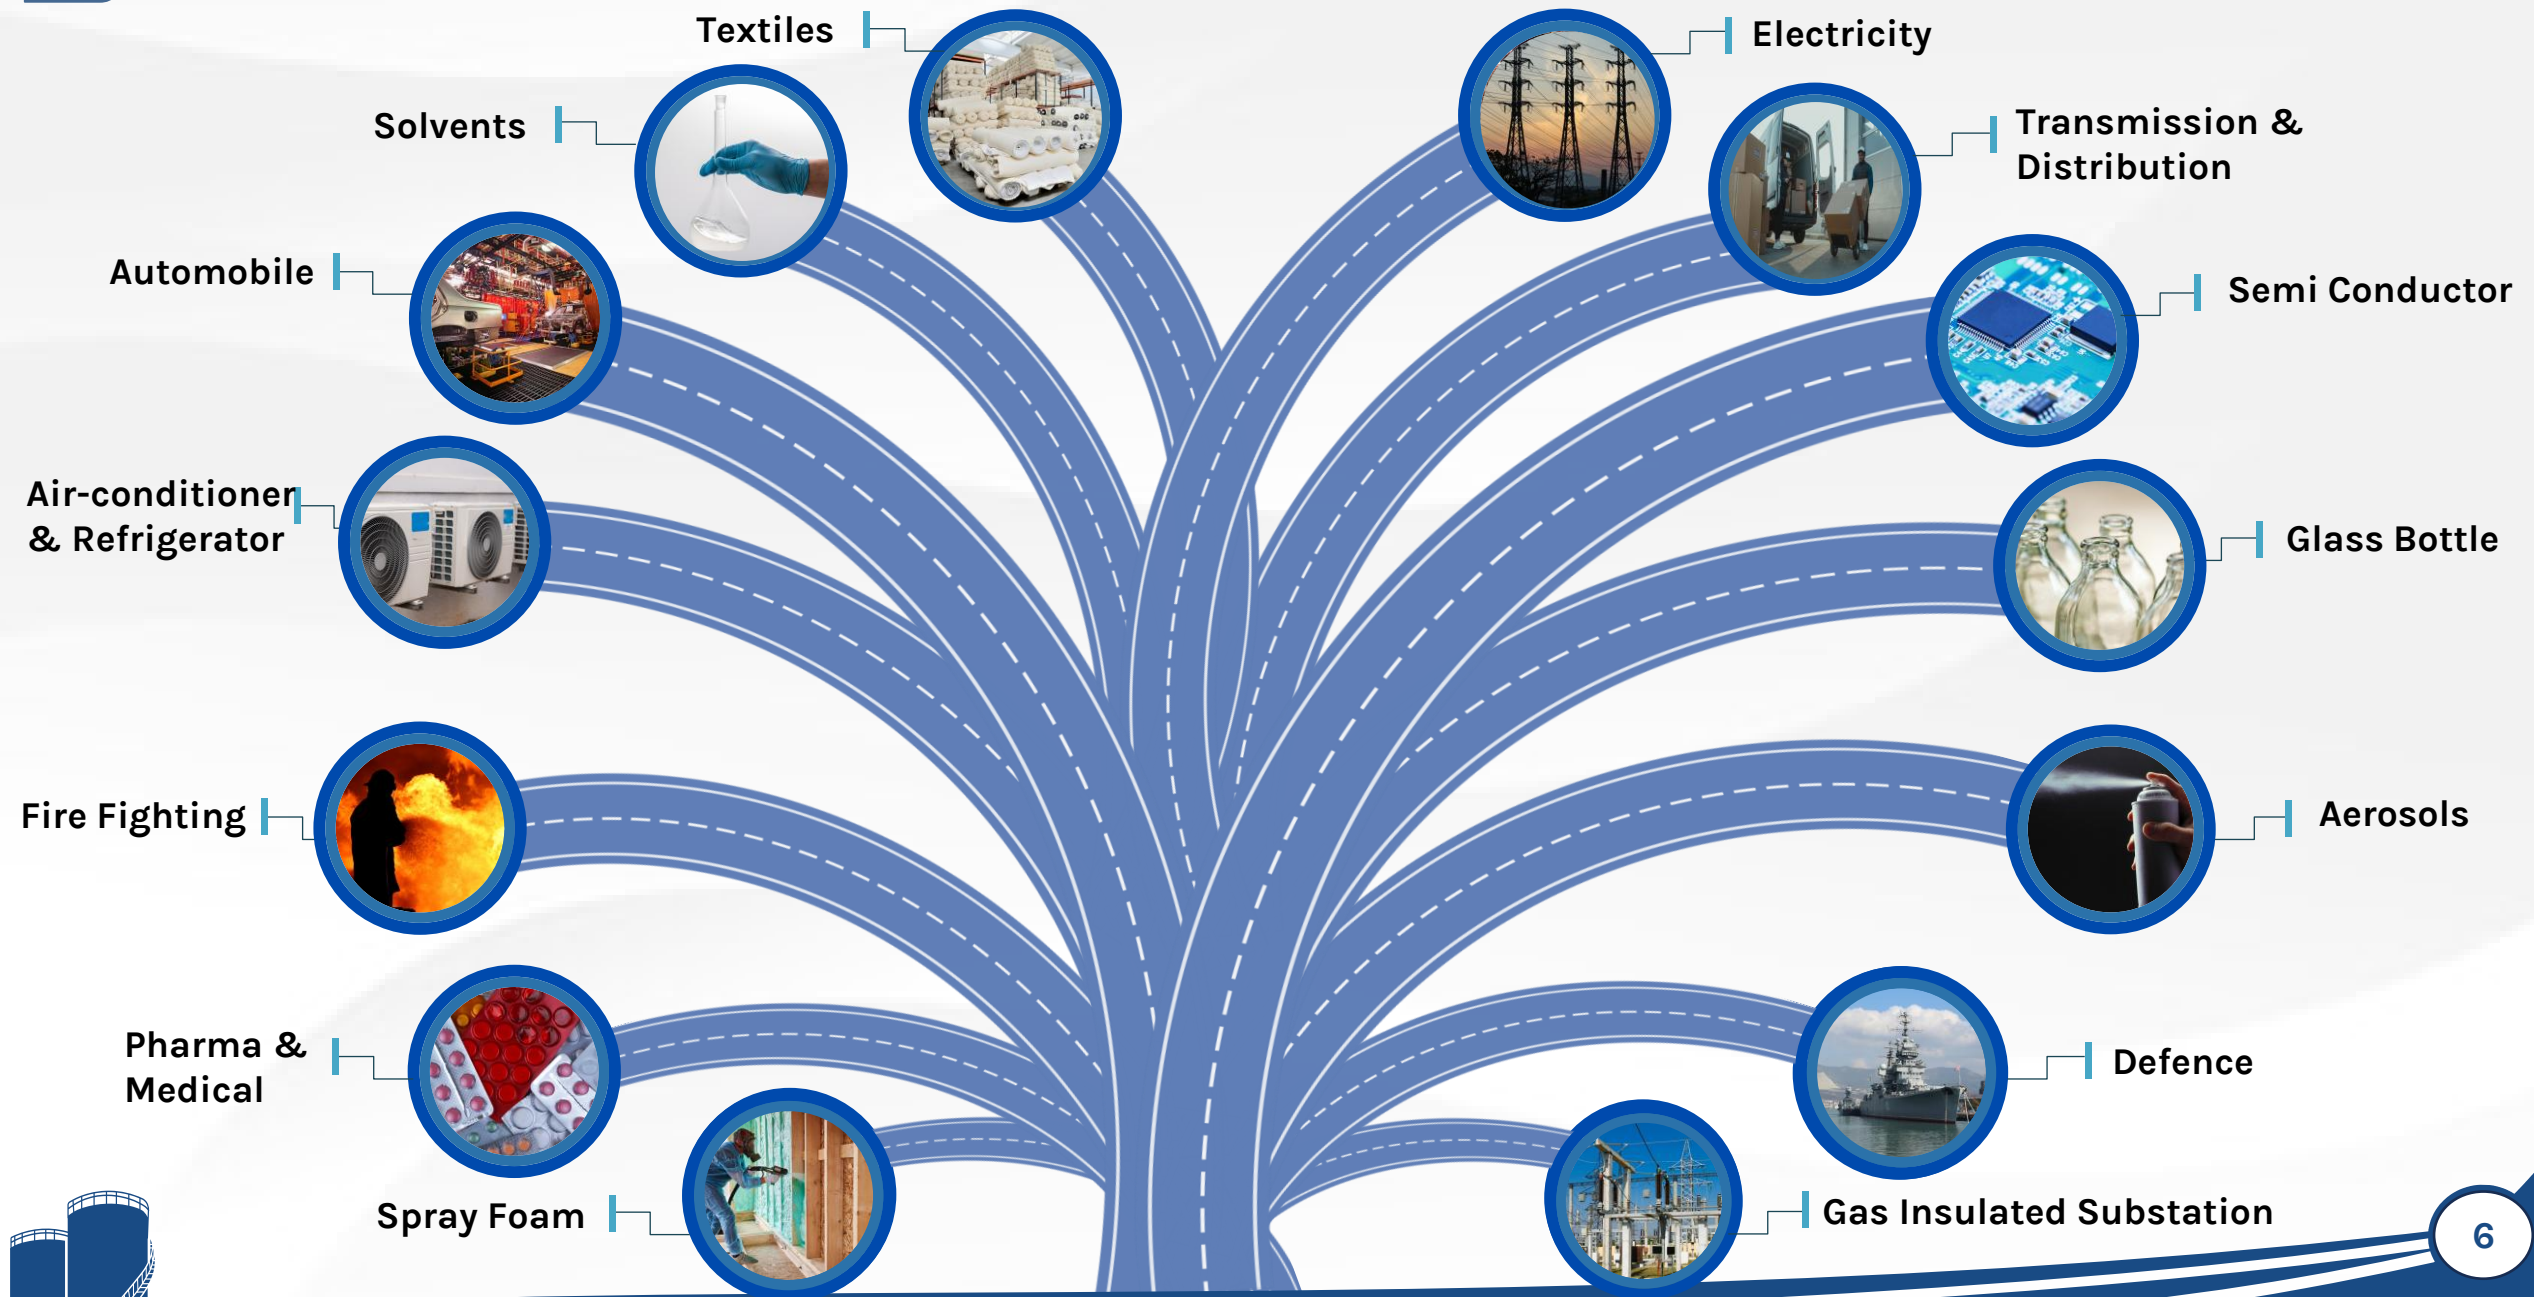 Textiles
Electricity
Solvents
Transmission &
Distribution
Automobile
Semi Conductor
Air-conditioner
& Refrigerator
Glass Bottle
Fire Fighting
Aerosols
Pharma &
Medical
Defence
Spray Foam
Gas Insulated Substation
6